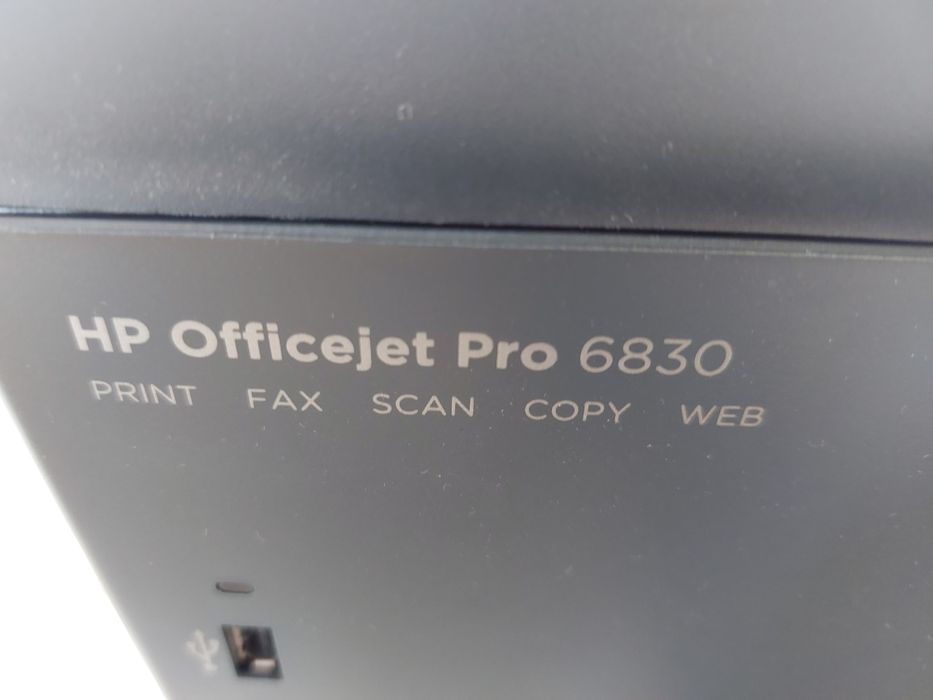 HP Officejet Pro 6830
PRINT FAX SCAN COPY WEB